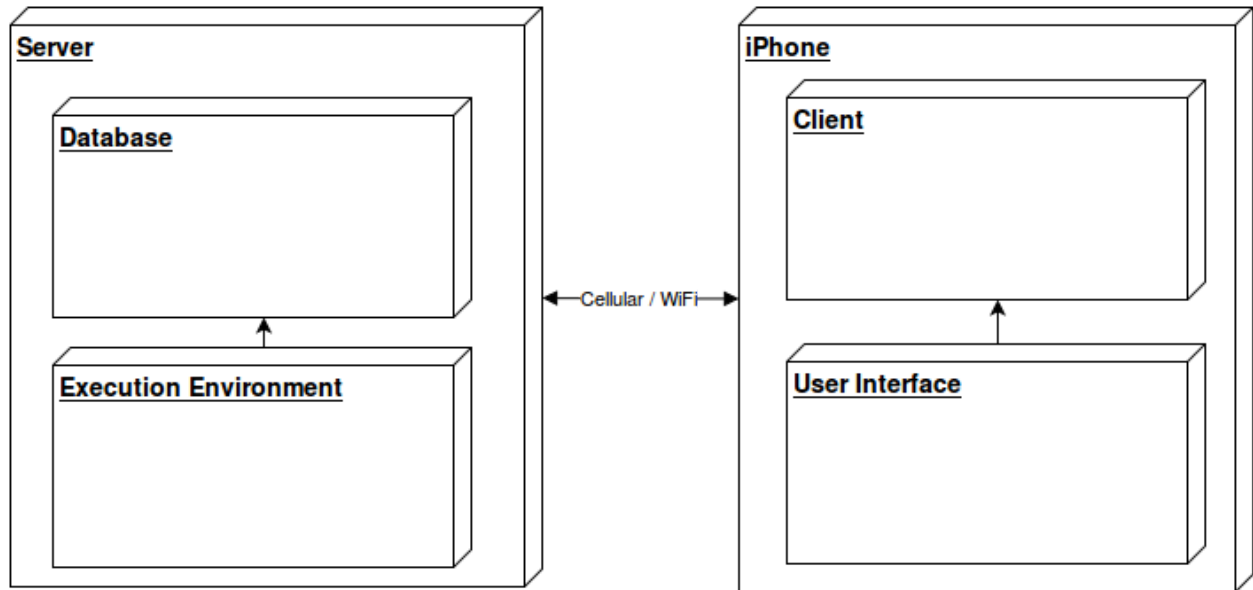 Server
Database
Execution Environment
Cellular / WiFi
iPhone
Client
User Interface